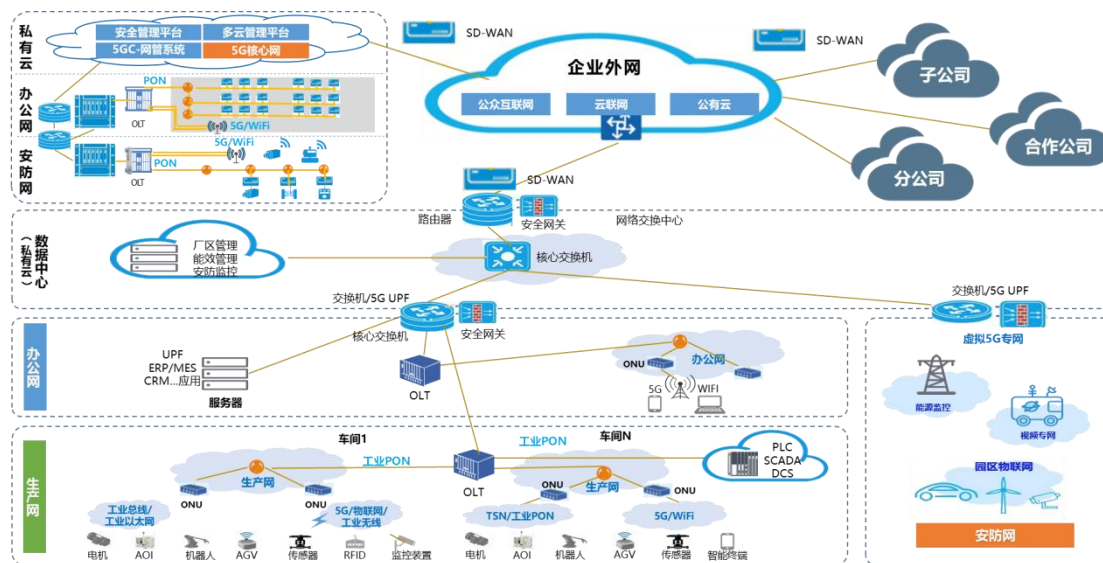 私有云
安全管理平台
多云管理平台
5GC-网管系统
5G核心网
办公网
PON
OLT
5G/WiFi
安防网
5G/WiFi
PON
OLT
SD-WAN
企业外网
公众互联网
云联网
公有云
SD-WAN
子公司
合作公司
分公司
SD-WAN
路由器
安全网关
网络交换中心
数据中心
（私有云）
厂区管理
能效管理
安防监控
核心交换机
交换机/5G UPF
核心交换机
安全网关
交换机/5G UPF
虚拟5G专网
办公网
UPF
ERP/MES
CRM...应用
服务器
OLT
ONU
办公网
5G
WIFI
能源监控
视频专网
园区物联网
安防网
生产网
车间1
工业PON
工业PON
车间N
OLT
PLC
SCADA
DCS
生产网
ONU
ONU
工业总线/
工业以太网
5G/物联网/
工业无线
生产网
ONU
ONU
TSN/工业PON
5G/WiFi
电机
AOI
机器人
AGV
传感器
RFID
监控装置
电机
AOI
机器人
AGV
传感器
智能终端